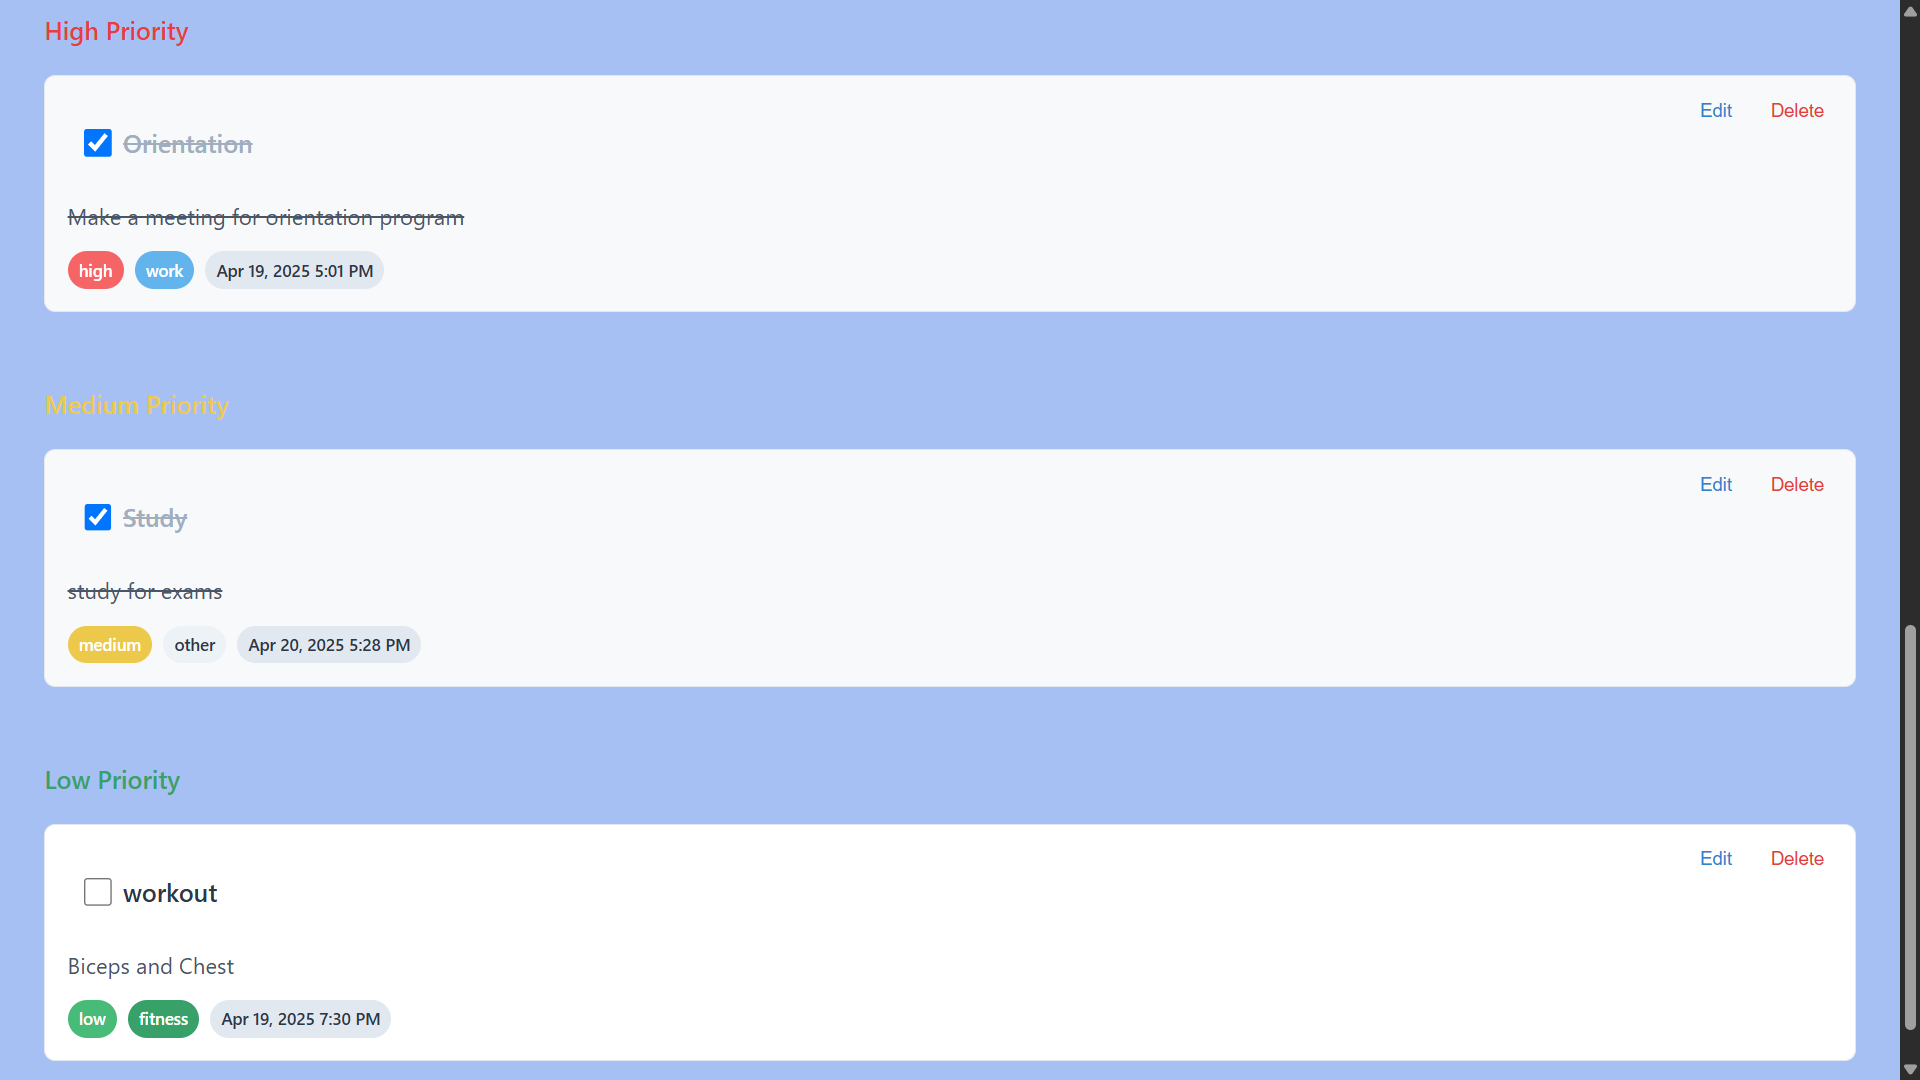 High Priority
Edit Delete
Orientation
Make a meeting for orientation program
high work Apr 19, 2025 5:01 PM
Medium Priority
Edit Delete
Study
study for exams
medium other Apr 20, 2025 5:28 PM
Low Priority
Edit Delete
workout
Biceps and Chest
low fitness Apr 19, 2025 7:30 PM